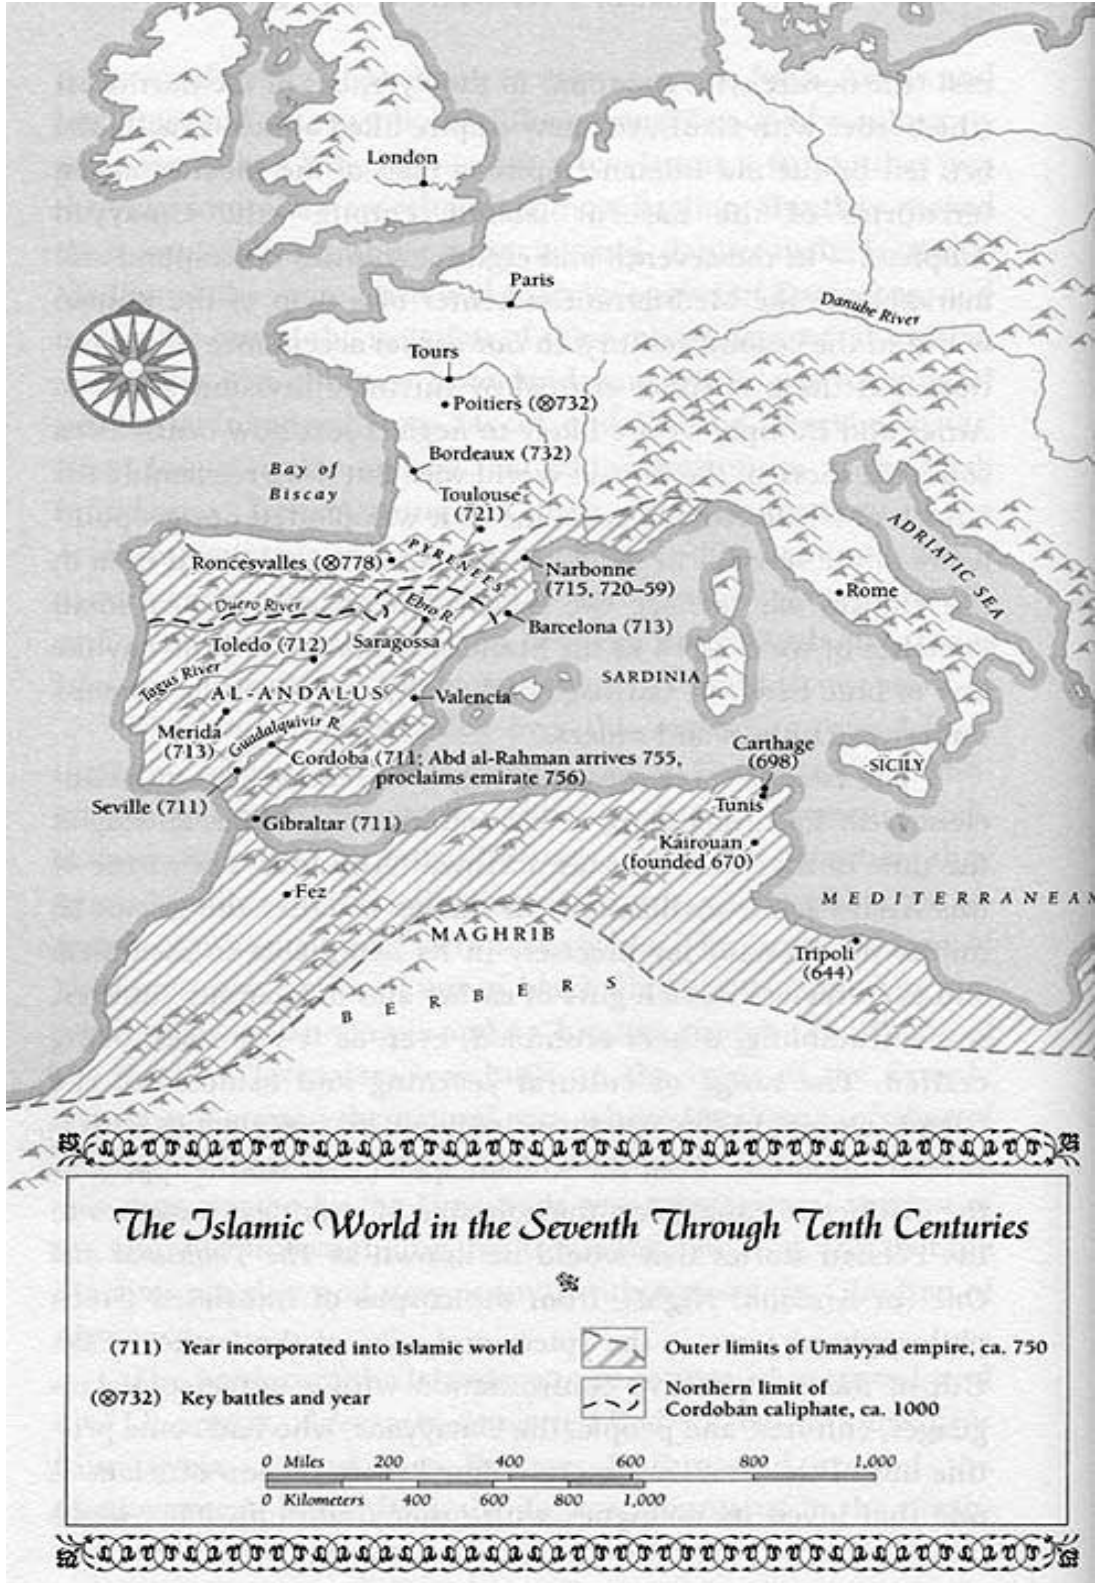 London
Paris
Danube River
Tours
Poitiers (⊗732)
Bordeaux (732)
Bay of
Biscay
Toulouse
(721)
ADRIATIC SEA
PYRENEES
Roncesvalles (⊗778)
Narbonne
(715, 720–59)
Rome
Duero River
Ebro R.
Barcelona (713)
Saragossa
Toledo (712)
SARDINIA
Tagus River
AL-ANDALUS
Valencia
Merida
(713)
Guadalquivir R.
Cordoba (711; Abd al-Rahman arrives 755,
proclaims emirate 756)
Carthage
(698)
SICILY
Seville (711)
Tunis
Gibraltar (711)
Kairouan
(founded 670)
Fez
MEDITERRANEAN
MAGHRIB
Tripoli
(644)
BERBERS
The Islamic World in the Seventh Through Tenth Centuries
(711) Year incorporated into Islamic world
Outer limits of Umayyad empire, ca. 750
(⊗732) Key battles and year
Northern limit of
Cordoban caliphate, ca. 1000
0 Miles 200 400 600 800 1,000
0 Kilometers 400 600 800 1,000